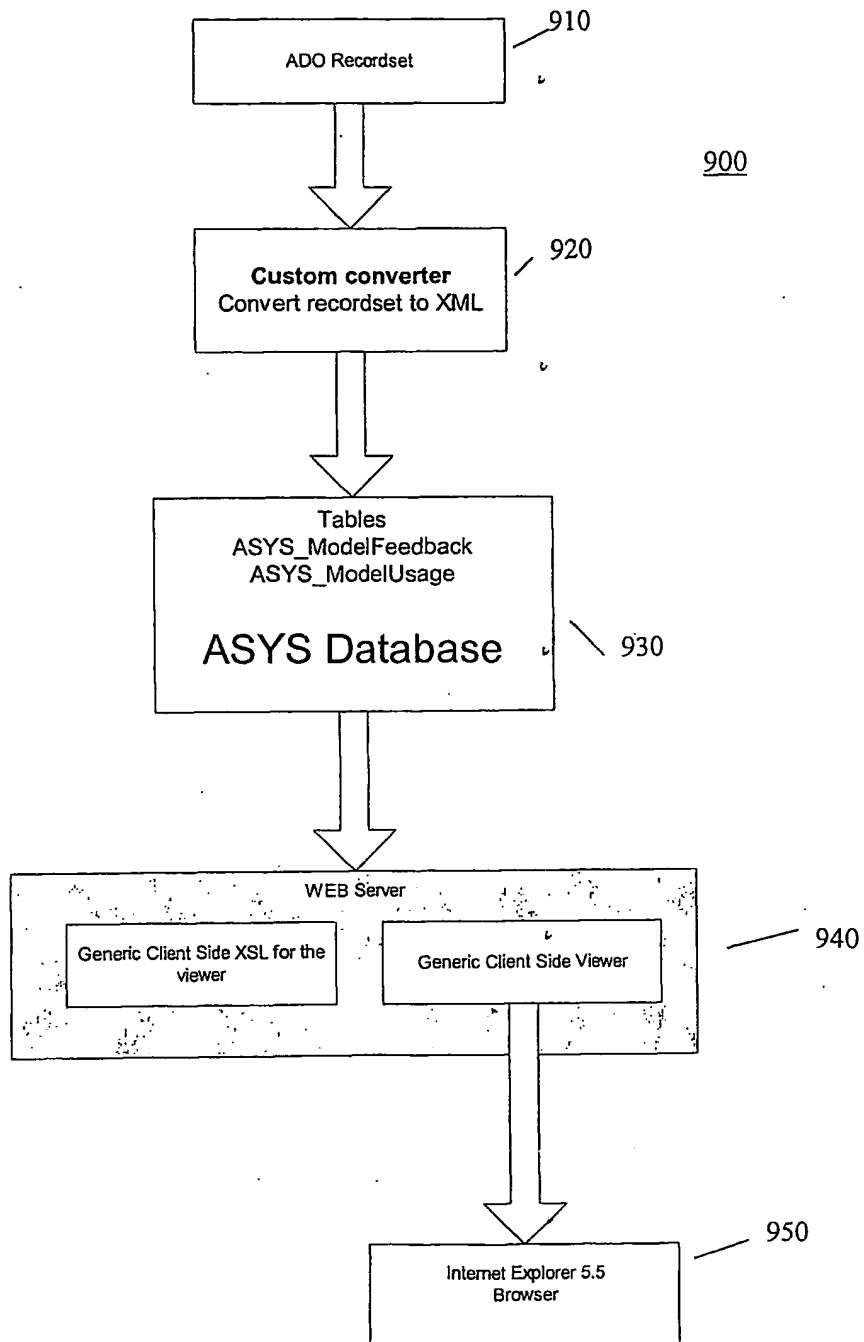 910
ADO Recordset
900
920
Custom converter
Convert recordset to XML
Tables
ASYS_ModelFeedback
ASYS_ModelUsage
ASYS Database
930
WEB Server
940
Generic Client Side XSL for the
viewer
Generic Client Side Viewer
950
Internet Explorer 5.5
Browser